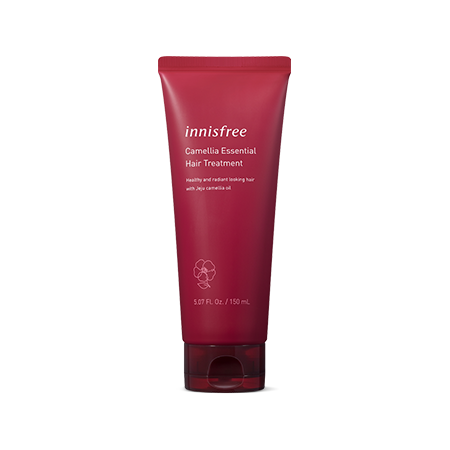 innisfree
Camellia Essential
Hair Treatment
Healthy and radiant looking hair
with Jeju camellia oil
5.07 Fl. Oz. / 150 mL